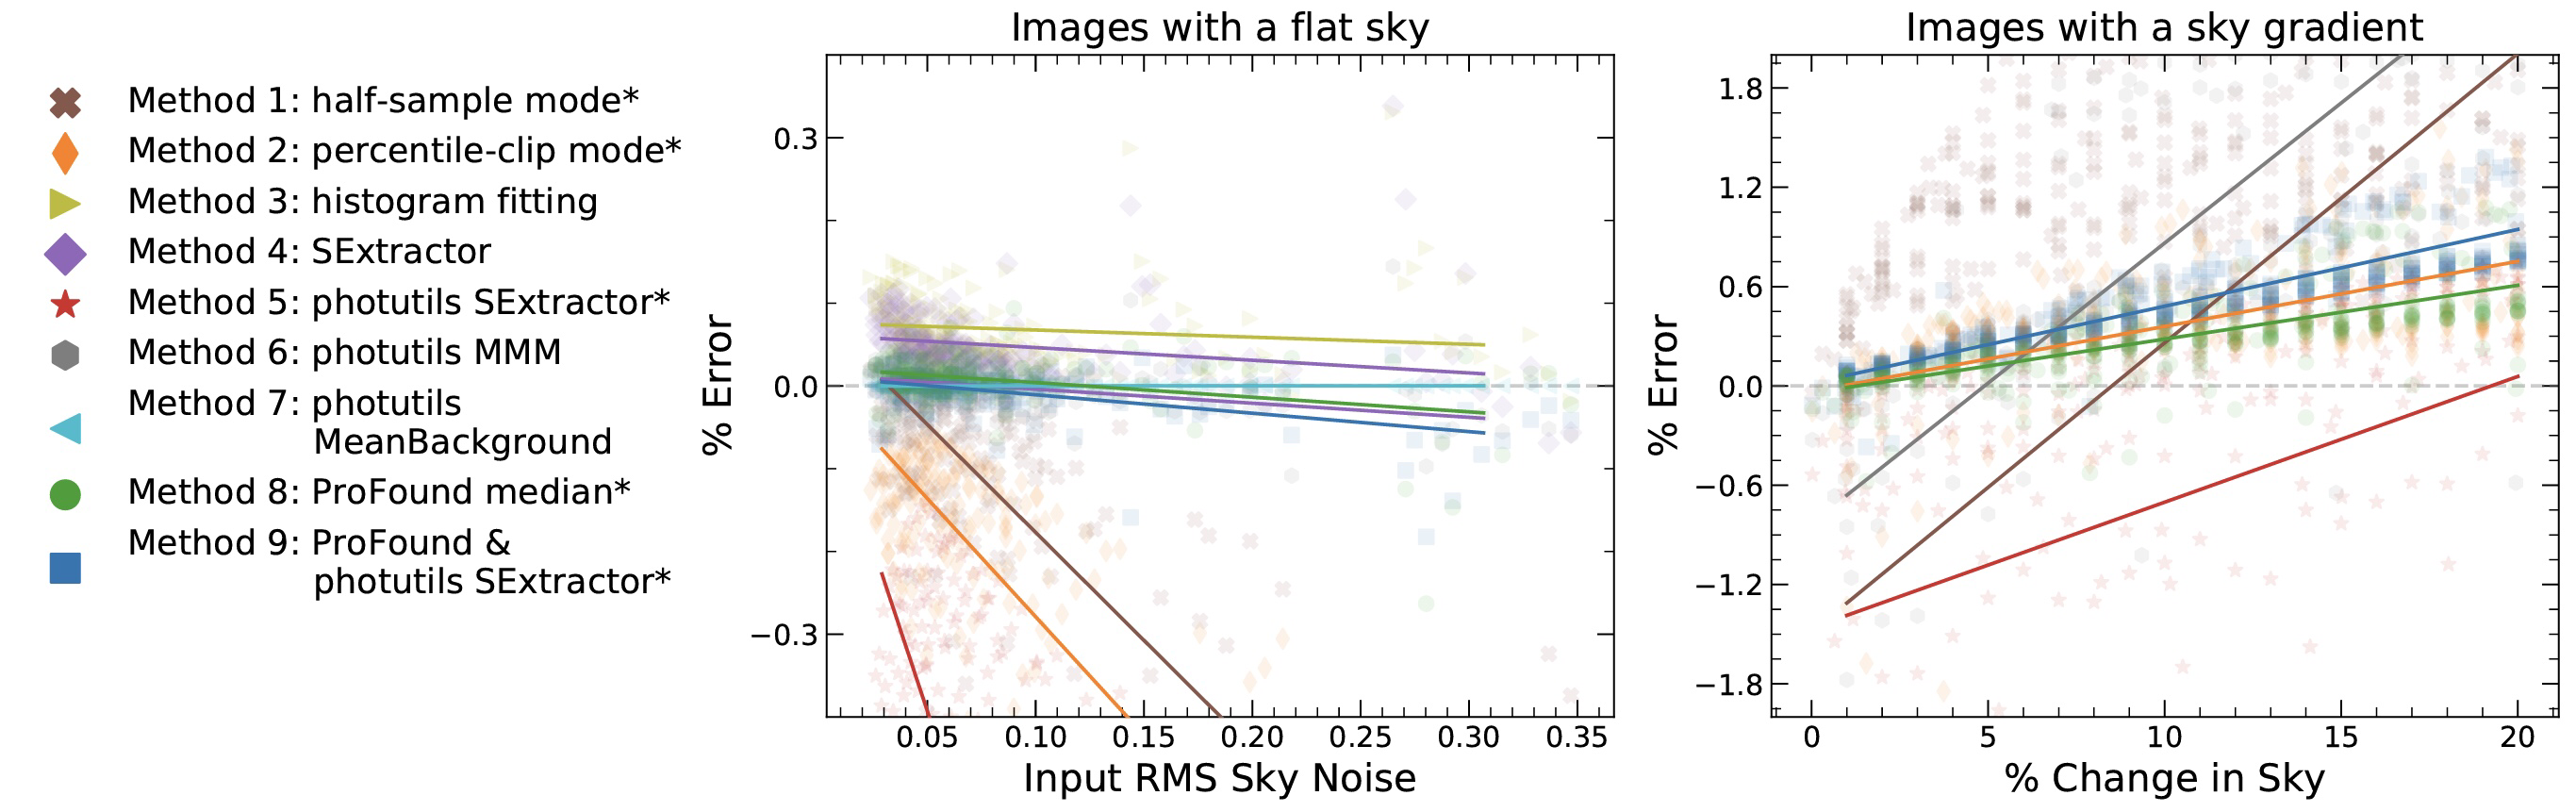 Method 1: half-sample mode*
Method 2: percentile-clip mode*
Method 3: histogram fitting
Method 4: SExtractor
Method 5: photutils SExtractor*
Method 6: photutils MMM
Method 7: photutils
MeanBackground
Method 8: ProFound median*
Method 9: ProFound &
photutils SExtractor*
Images with a flat sky
% Error
0.3
0.0
−0.3
0.05 0.10 0.15 0.20 0.25 0.30 0.35
Input RMS Sky Noise
Images with a sky gradient
% Error
1.8
1.2
0.6
0.0
−0.6
−1.2
−1.8
0 5 10 15 20
% Change in Sky